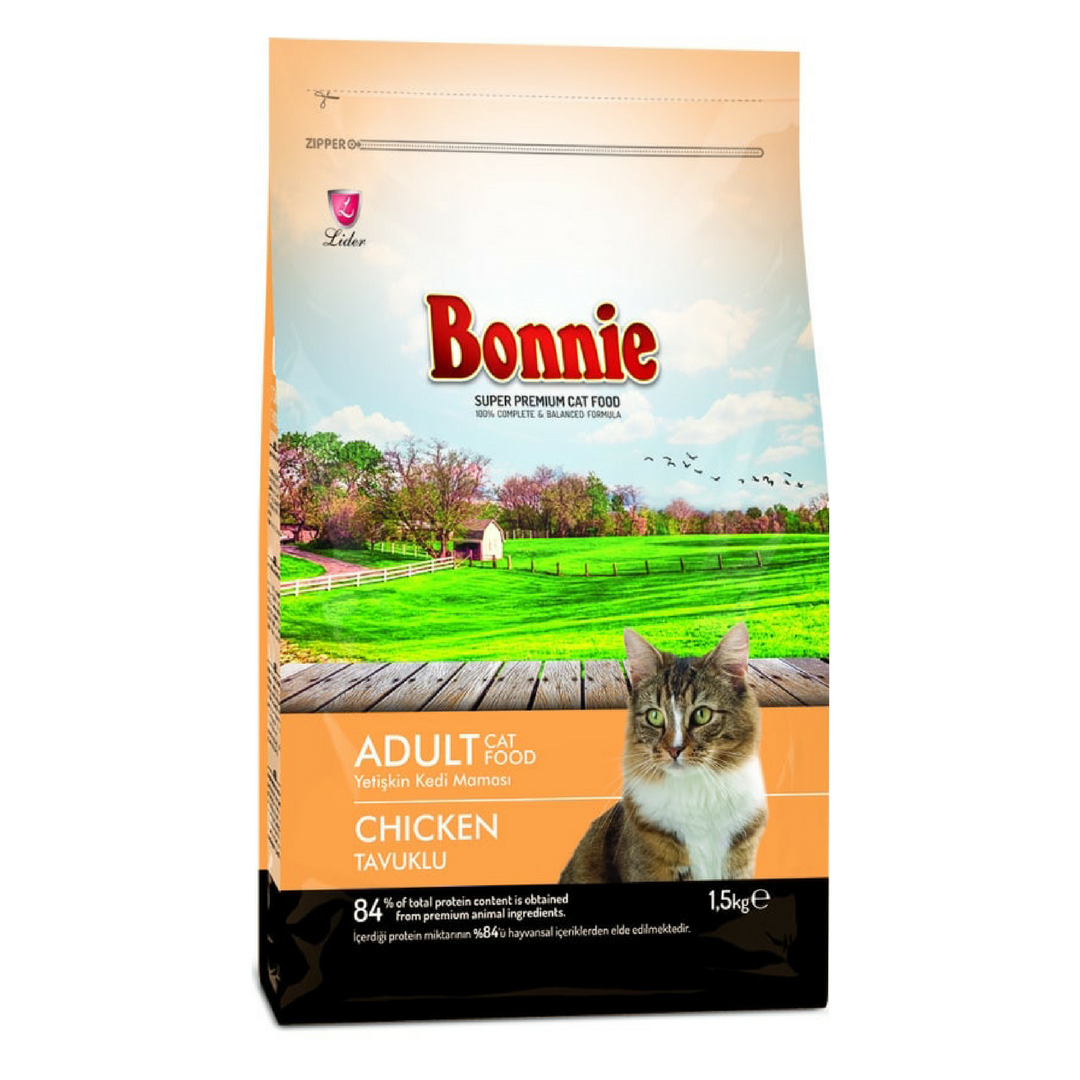 ZIPPER
L
Lider
Bonnie
SUPER PREMIUM CAT FOOD
100% COMPLETE & BALANCED FORMULA
ADULT CAT FOOD
Yetişkin Kedi Maması
CHICKEN
TAVUKLU
84% of total protein content is obtained
from premium animal ingredients.
1,5kg℮
İçerdiği protein miktarının %84'ü hayvansal içeriklerden elde edilmektedir.